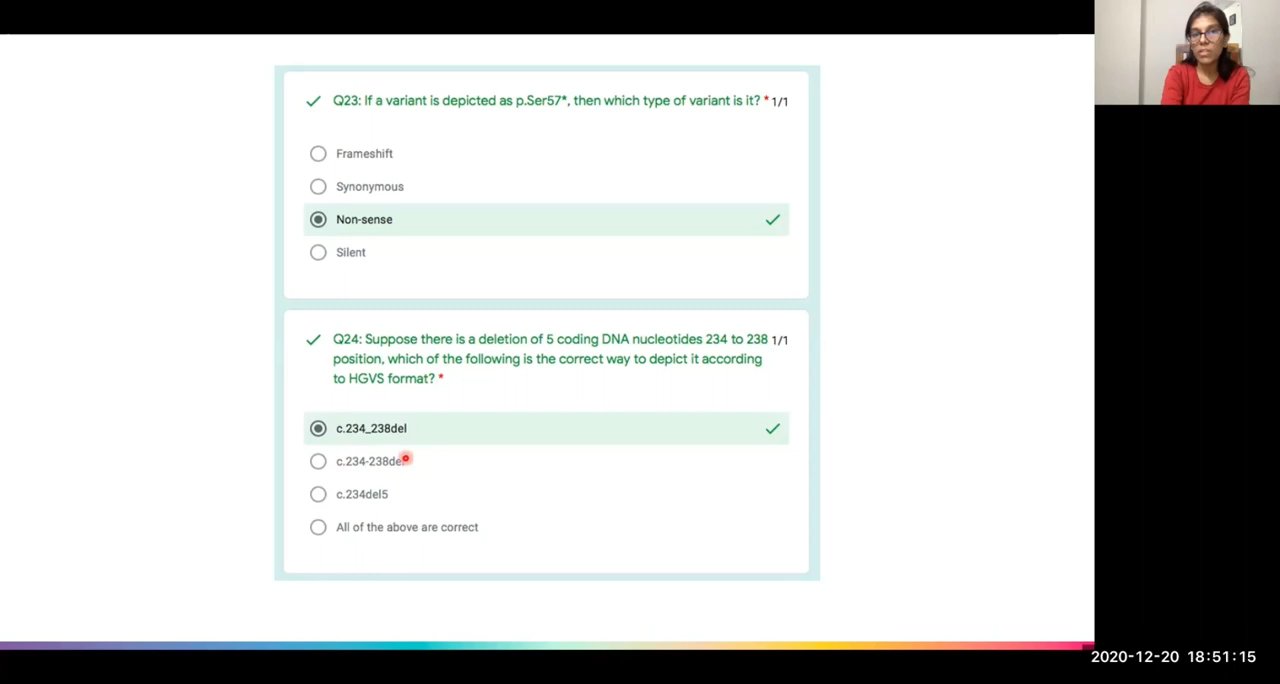 Q23: If a variant is depicted as p.Ser57*, then which type of variant is it? * 1/1
Frameshift
Synonymous
Non-sense
Silent
Q24: Suppose there is a deletion of 5 coding DNA nucleotides 234 to 238 1/1
position, which of the following is the correct way to depict it according
to HGVS format? *
c.234_238del
c.234-238del
c.234del5
All of the above are correct
2020-12-20 18:51:15